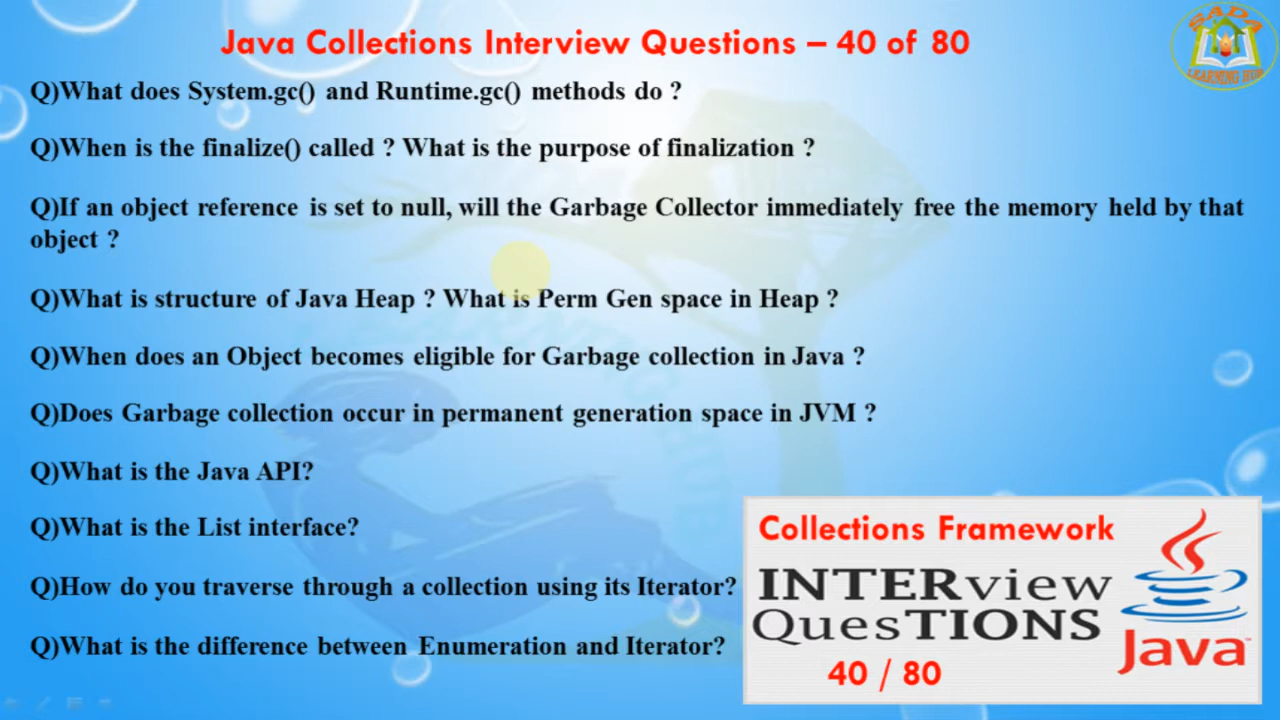 Java Collections Interview Questions – 40 of 80
SADA
LEARNING HUB
Q)What does System.gc() and Runtime.gc() methods do ?
Q)When is the finalize() called ? What is the purpose of finalization ?
Q)If an object reference is set to null, will the Garbage Collector immediately free the memory held by that
object ?
Q)What is structure of Java Heap ? What is Perm Gen space in Heap ?
Q)When does an Object becomes eligible for Garbage collection in Java ?
Q)Does Garbage collection occur in permanent generation space in JVM ?
Q)What is the Java API?
Q)What is the List interface?
Q)How do you traverse through a collection using its Iterator?
Q)What is the difference between Enumeration and Iterator?
Collections Framework
INTERview
QuesTIONS
40 / 80
Java™